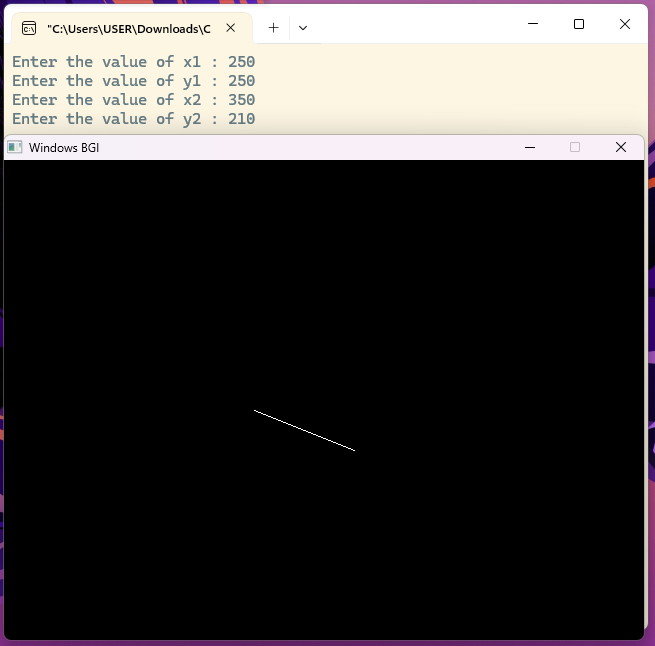 "C:\Users\USER\Downloads\C
Enter the value of x1 : 250
Enter the value of y1 : 250
Enter the value of x2 : 350
Enter the value of y2 : 210
Windows BGI